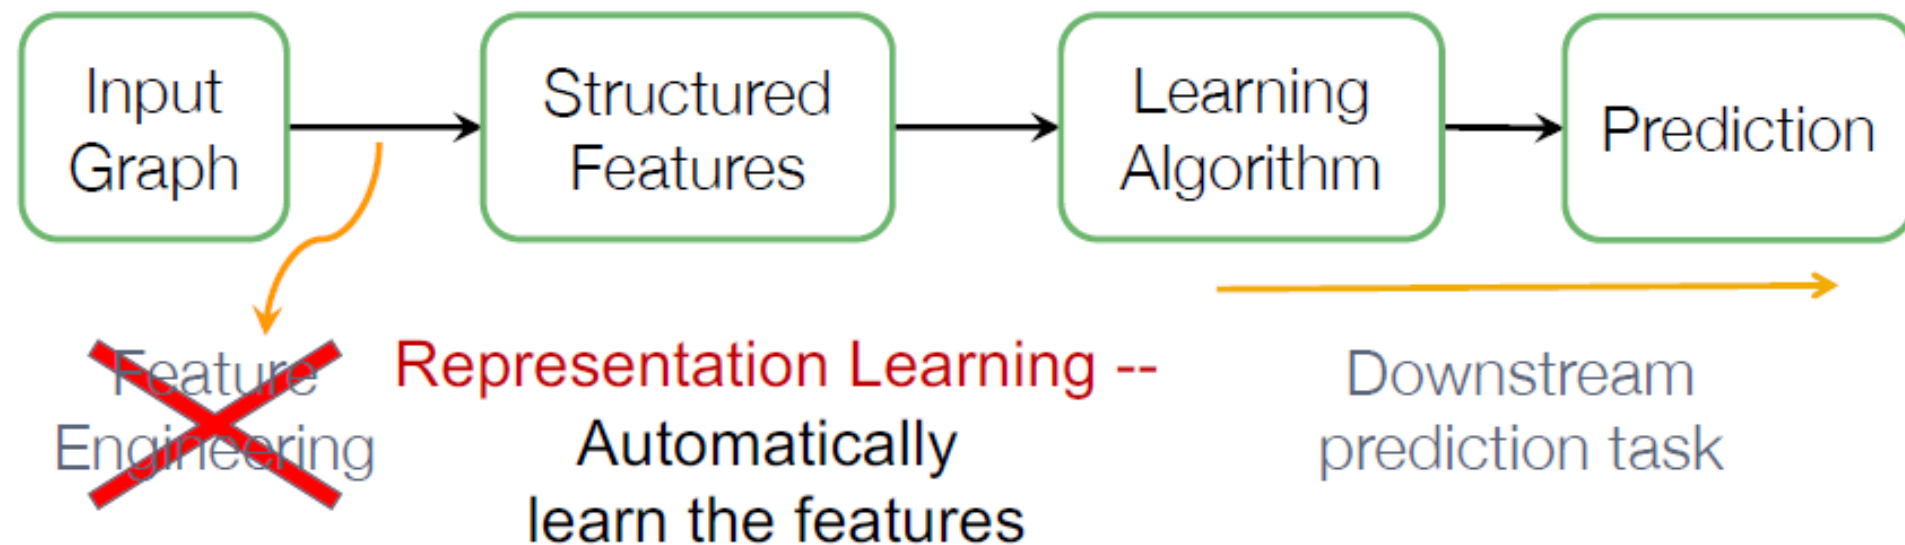 Input
Graph
Structured
Features
Learning
Algorithm
Prediction
Feature
Engineering
Representation Learning --
Automatically
learn the features
Downstream
prediction task